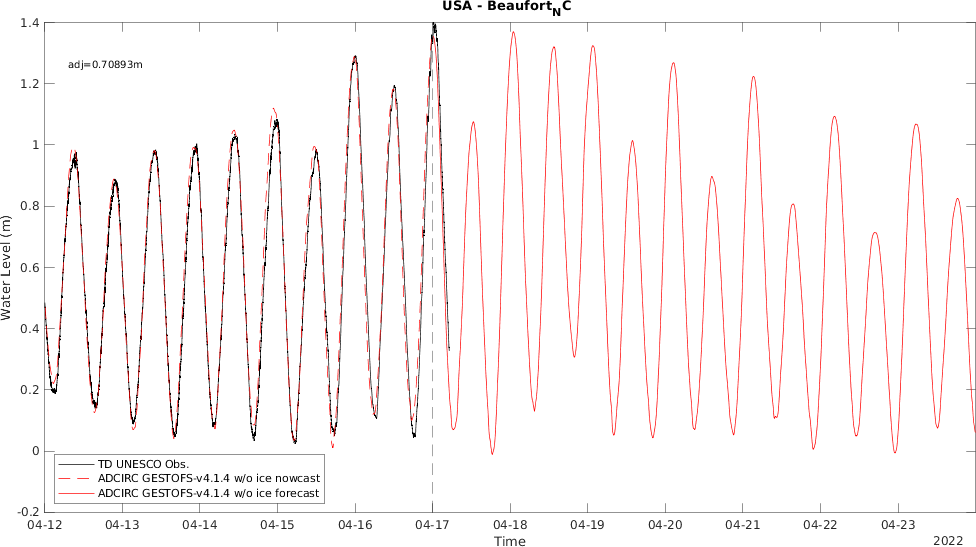 USA - Beaufort_NC
adj=0.70893m
1.4
1.2
1
0.8
0.6
0.4
0.2
0
-0.2
Water Level (m)
TD UNESCO Obs.
ADCIRC GESTOFS-v4.1.4 w/o ice nowcast
ADCIRC GESTOFS-v4.1.4 w/o ice forecast
04-12 04-13 04-14 04-15 04-16 04-17 04-18 04-19 04-20 04-21 04-22 04-23
Time
2022